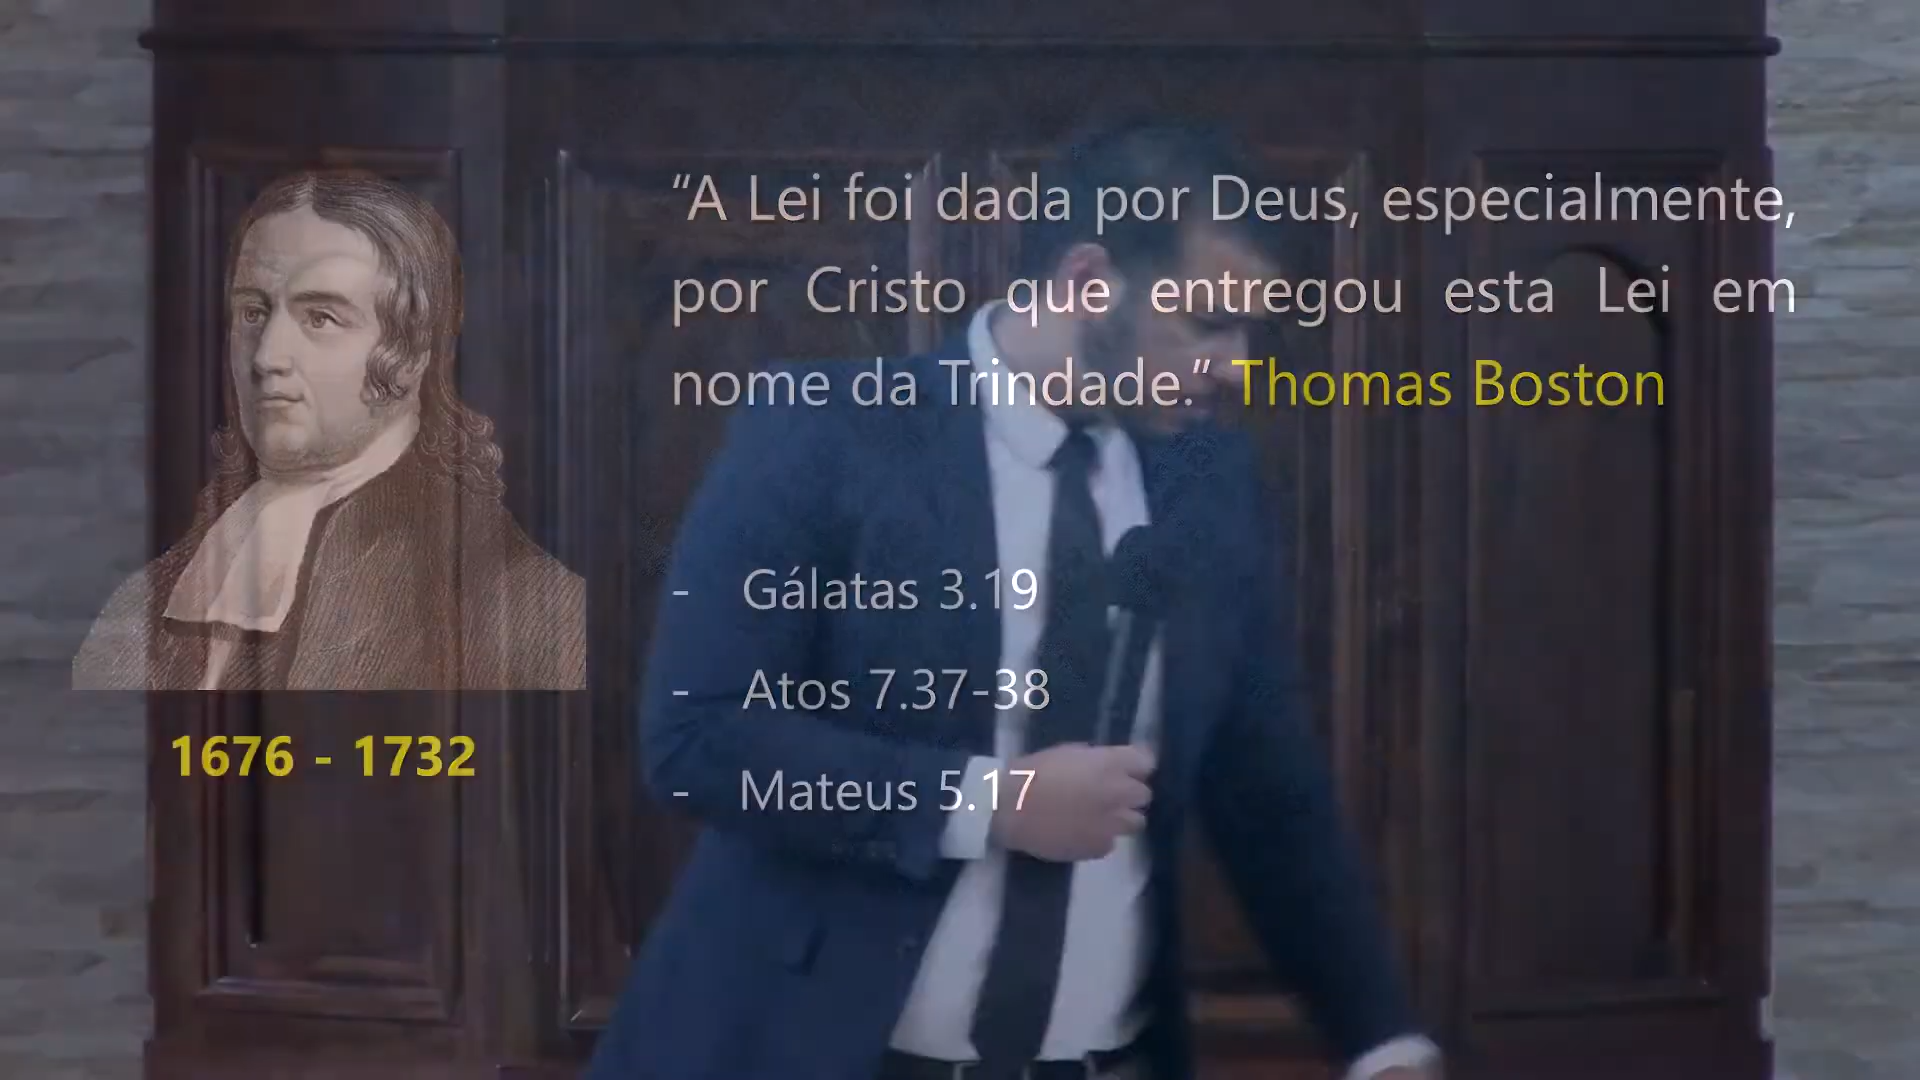 “A Lei foi dada por Deus, especialmente,
por Cristo que entregou esta Lei em
nome da Trindade.” Thomas Boston
- Gálatas 3.19
- Atos 7.37-38
- Mateus 5.17
1676 - 1732